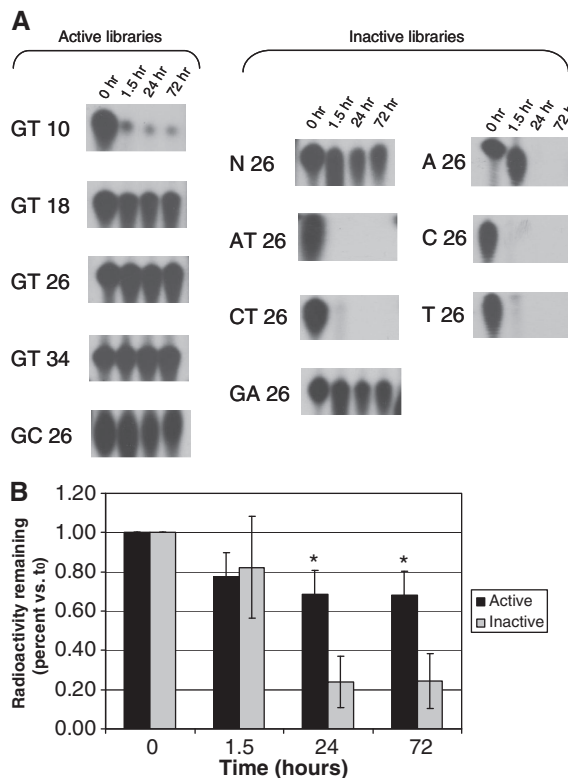 A
Active libraries
0 hr 1.5 hr 24 hr 72 hr
GT 10
GT 18
GT 26
GT 34
GC 26
Inactive libraries
0 hr 1.5 hr 24 hr 72 hr
N 26
AT 26
CT 26
GA 26
0 hr 1.5 hr 24 hr 72
A 26
C 26
T 26
B
Radioactivity remaining
(percent vs. t0)
1.20
1.00
0.80
0.60
0.40
0.20
0.00
* *
0 1.5 24 72
Time (hours)
Active
Inactive